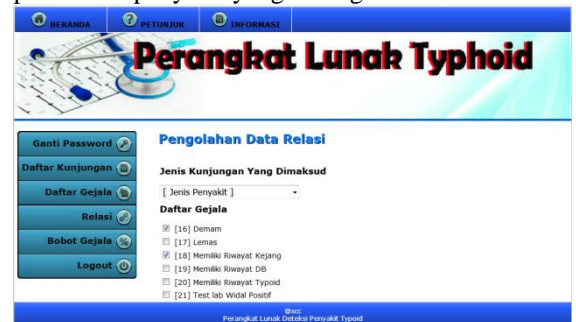 BERANDA
PETUNJUK
INFORMASI
Perangkat Lunak Typhoid
Ganti Password
Daftar Kunjungan
Daftar Gejala
Relasi
Bobot Gejala
Logout
Pengolahan Data Relasi
Jenis Kunjungan Yang Dimaksud
[ Jenis Penyakit ]
Daftar Gejala
[16] Demam
[17] Lemas
[18] Memiliki Riwayat Kejang
[19] Memiliki Riwayat DB
[20] Memiliki Riwayat Typoid
[21] Test lab Widal Positif
@scc
Perangkat Lunak Deteksi Penyakit Typoid